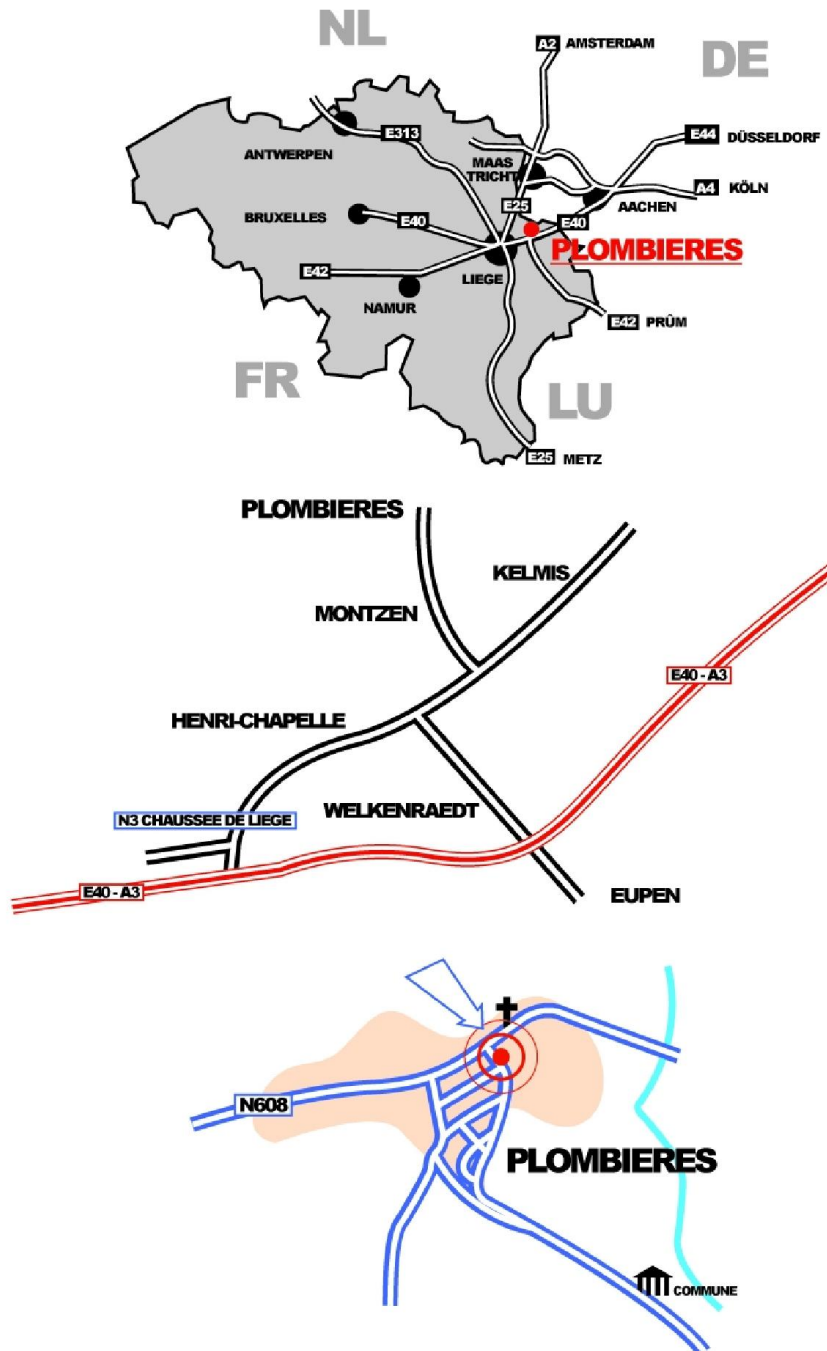 NL
A2
AMSTERDAM
DE
E313
E44
DÜSSELDORF
ANTWERPEN
MAAS
TRICHT
A4
KÖLN
E25
AACHEN
BRUXELLES
E40
E40
PLOMBIERES
E42
LIEGE
NAMUR
E42
PRÜM
FR
LU
E25
METZ
PLOMBIERES
KELMIS
MONTZEN
E40 - A3
HENRI-CHAPELLE
WELKENRAEDT
N3 CHAUSSEE DE LIEGE
E40 - A3
EUPEN
N608
PLOMBIERES
COMMUNE